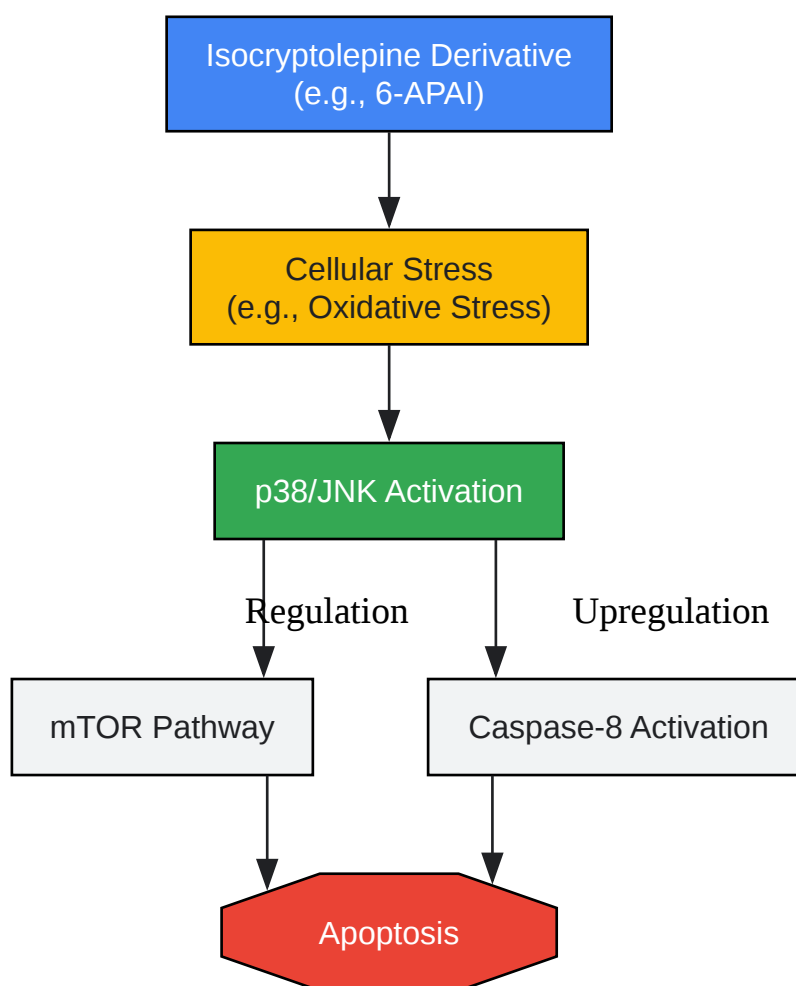 Isocryptolepine Derivative
(e.g., 6-APAI)
Cellular Stress
(e.g., Oxidative Stress)
p38/JNK Activation
Regulation
Upregulation
mTOR Pathway
Caspase-8 Activation
Apoptosis